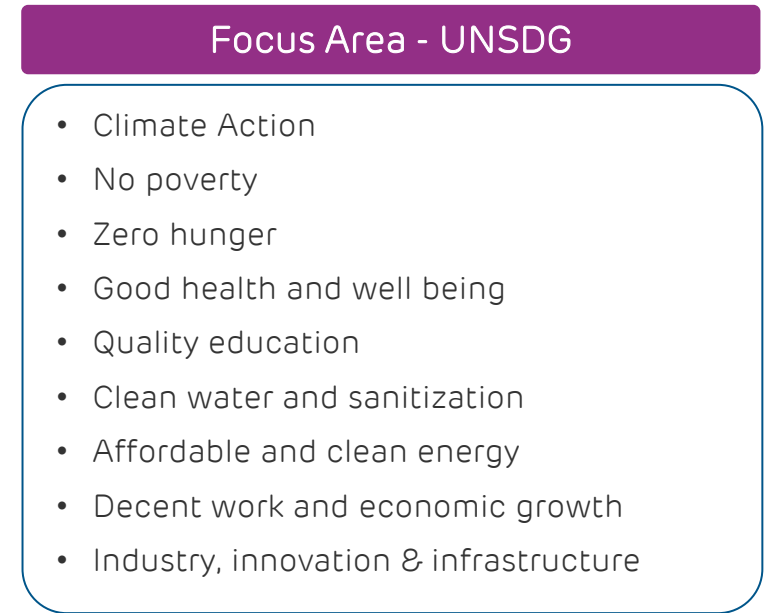 Focus Area - UNSDG
• Climate Action
• No poverty
• Zero hunger
• Good health and well being
• Quality education
• Clean water and sanitization
• Affordable and clean energy
• Decent work and economic growth
• Industry, innovation & infrastructure